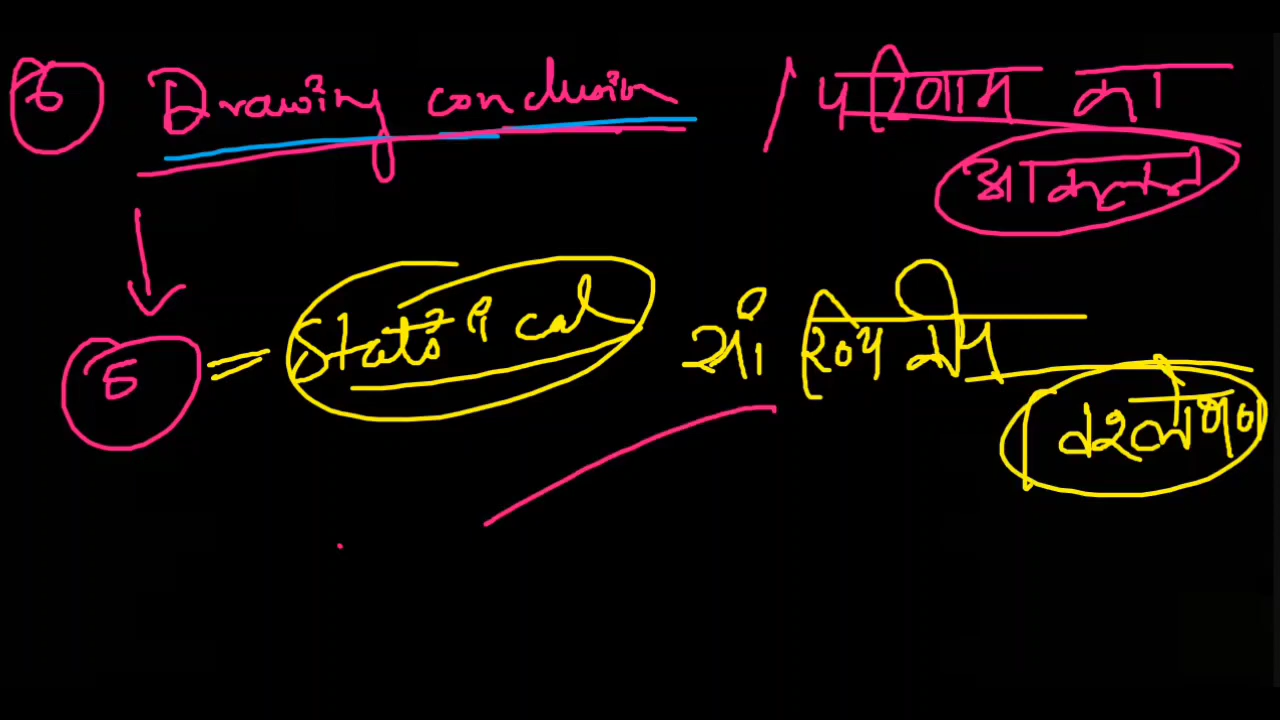 6 Drawing conclusion / परिणाम का
आकलन
5 = Statistical सांख्यिकीय
विश्लेषण